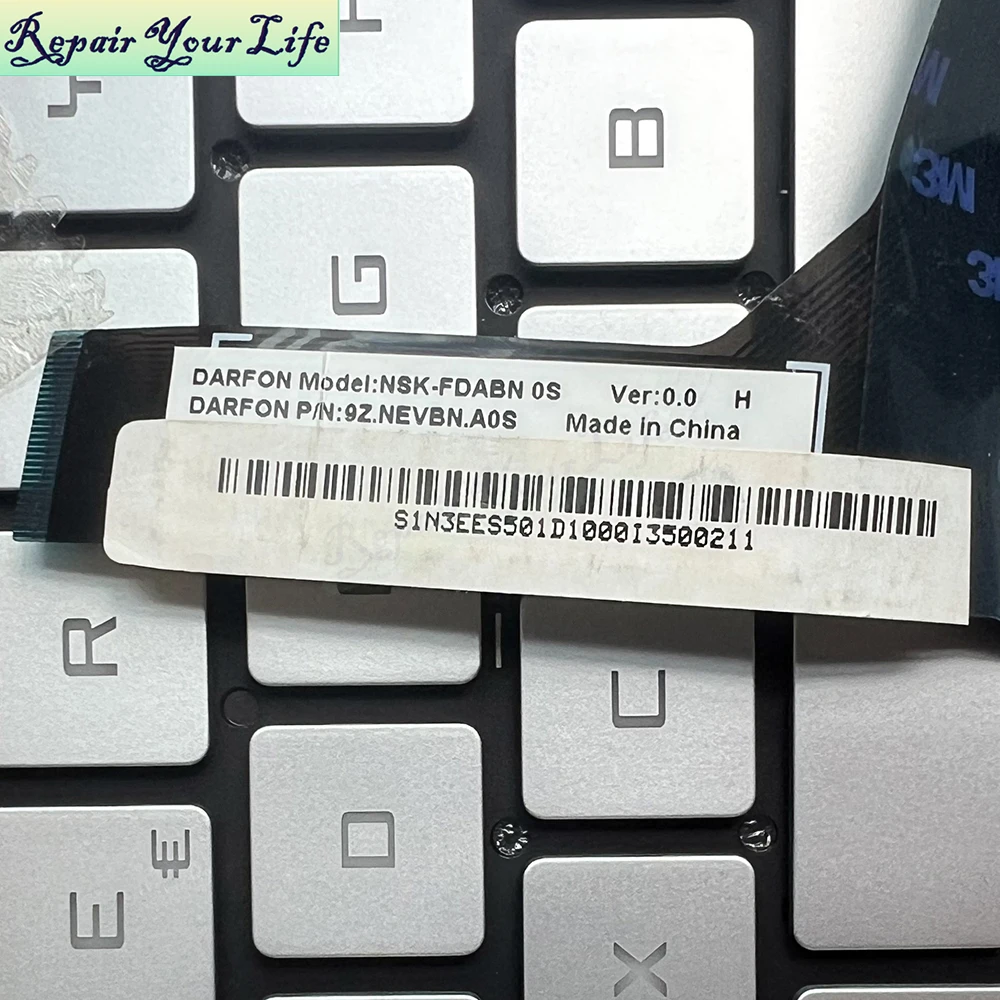 Repair Your Life
Y
H
B
G
3M
3M
3M
DARFON Model:NSK-FDABN 0S Ver:0.0 H
DARFON P/N:9Z.NEVBN.A0S Made in China
S1N3EES501D1000I3500211
R
C
D
E €
X